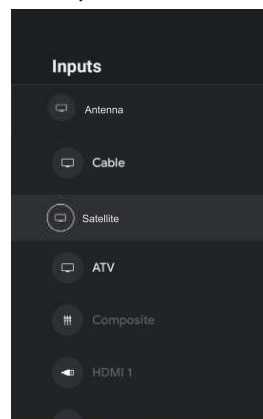 Inputs
Antenna
Cable
Satellite
ATV
Composite
HDMI 1